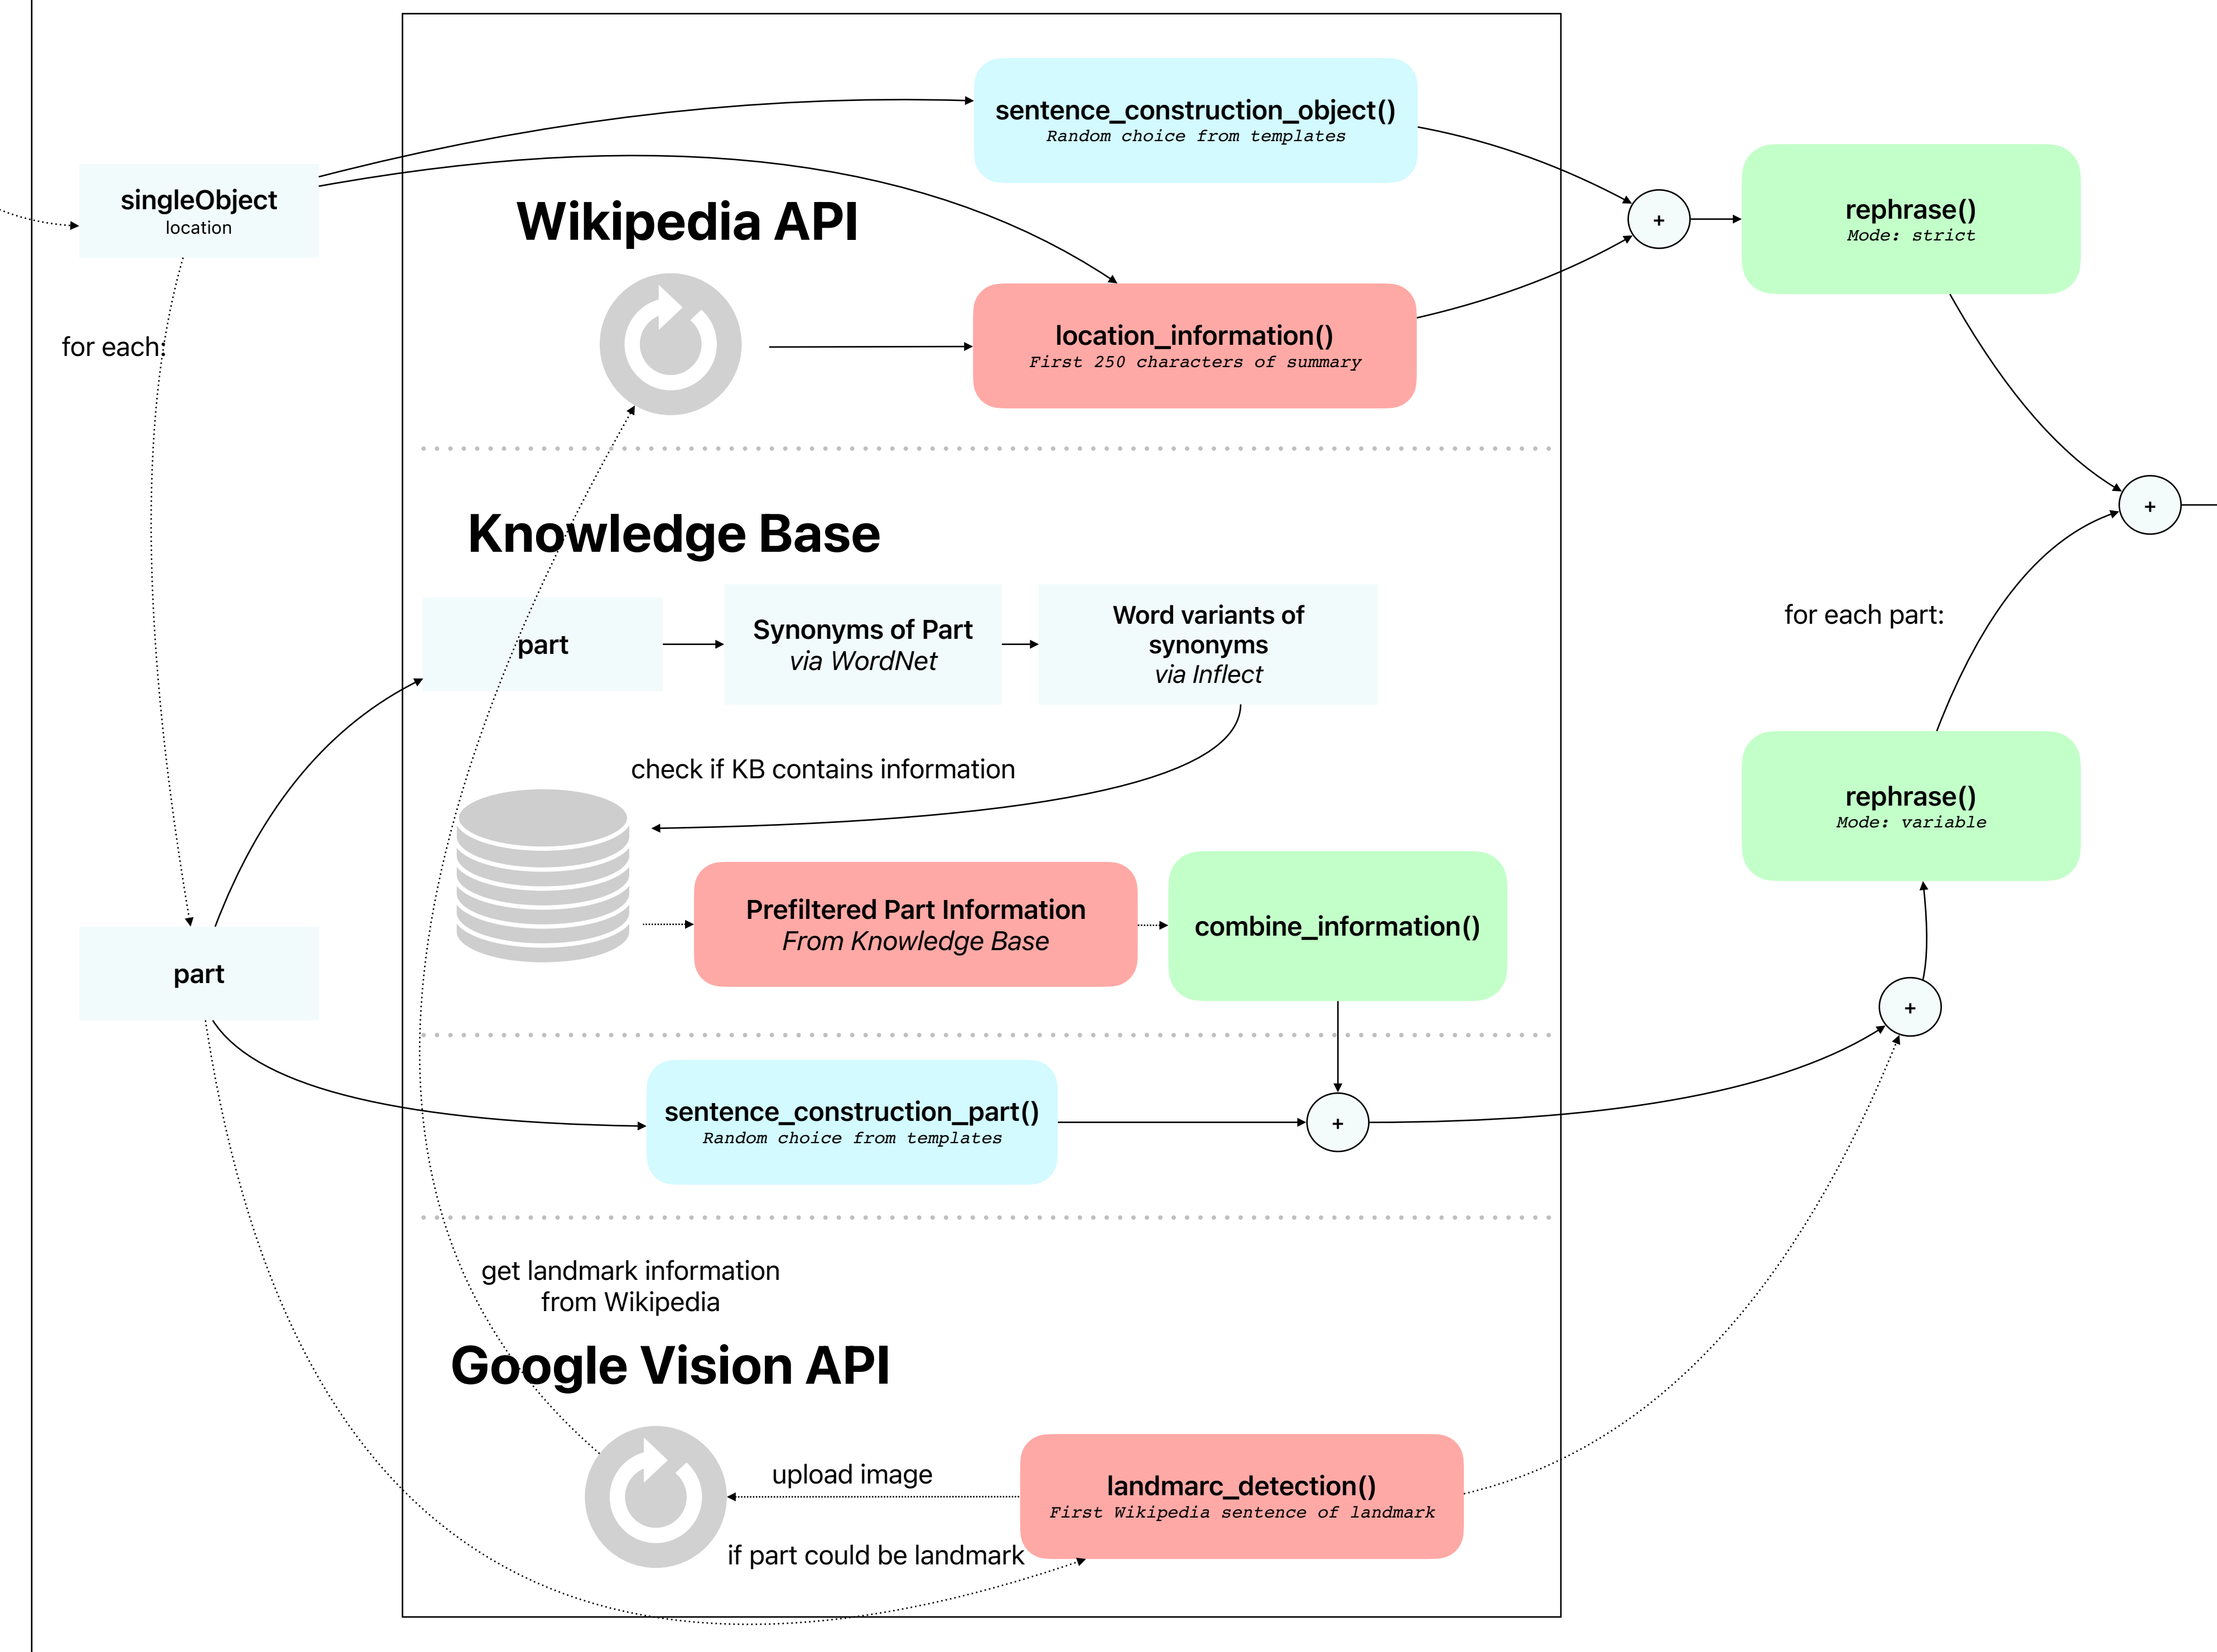 sentence_construction_object()
Random choice from templates
singleObject
location
Wikipedia API
+
rephrase()
Mode: strict
for each:
location_information()
First 250 characters of summary
+
Knowledge Base
part
Synonyms of Part
via WordNet
Word variants of
synonyms
via Inflect
for each part:
check if KB contains information
rephrase()
Mode: variable
Prefiltered Part Information
From Knowledge Base
combine_information()
part
+
sentence_construction_part()
Random choice from templates
+
get landmark information
from Wikipedia
Google Vision API
upload image
landmarc_detection()
First Wikipedia sentence of landmark
if part could be landmark